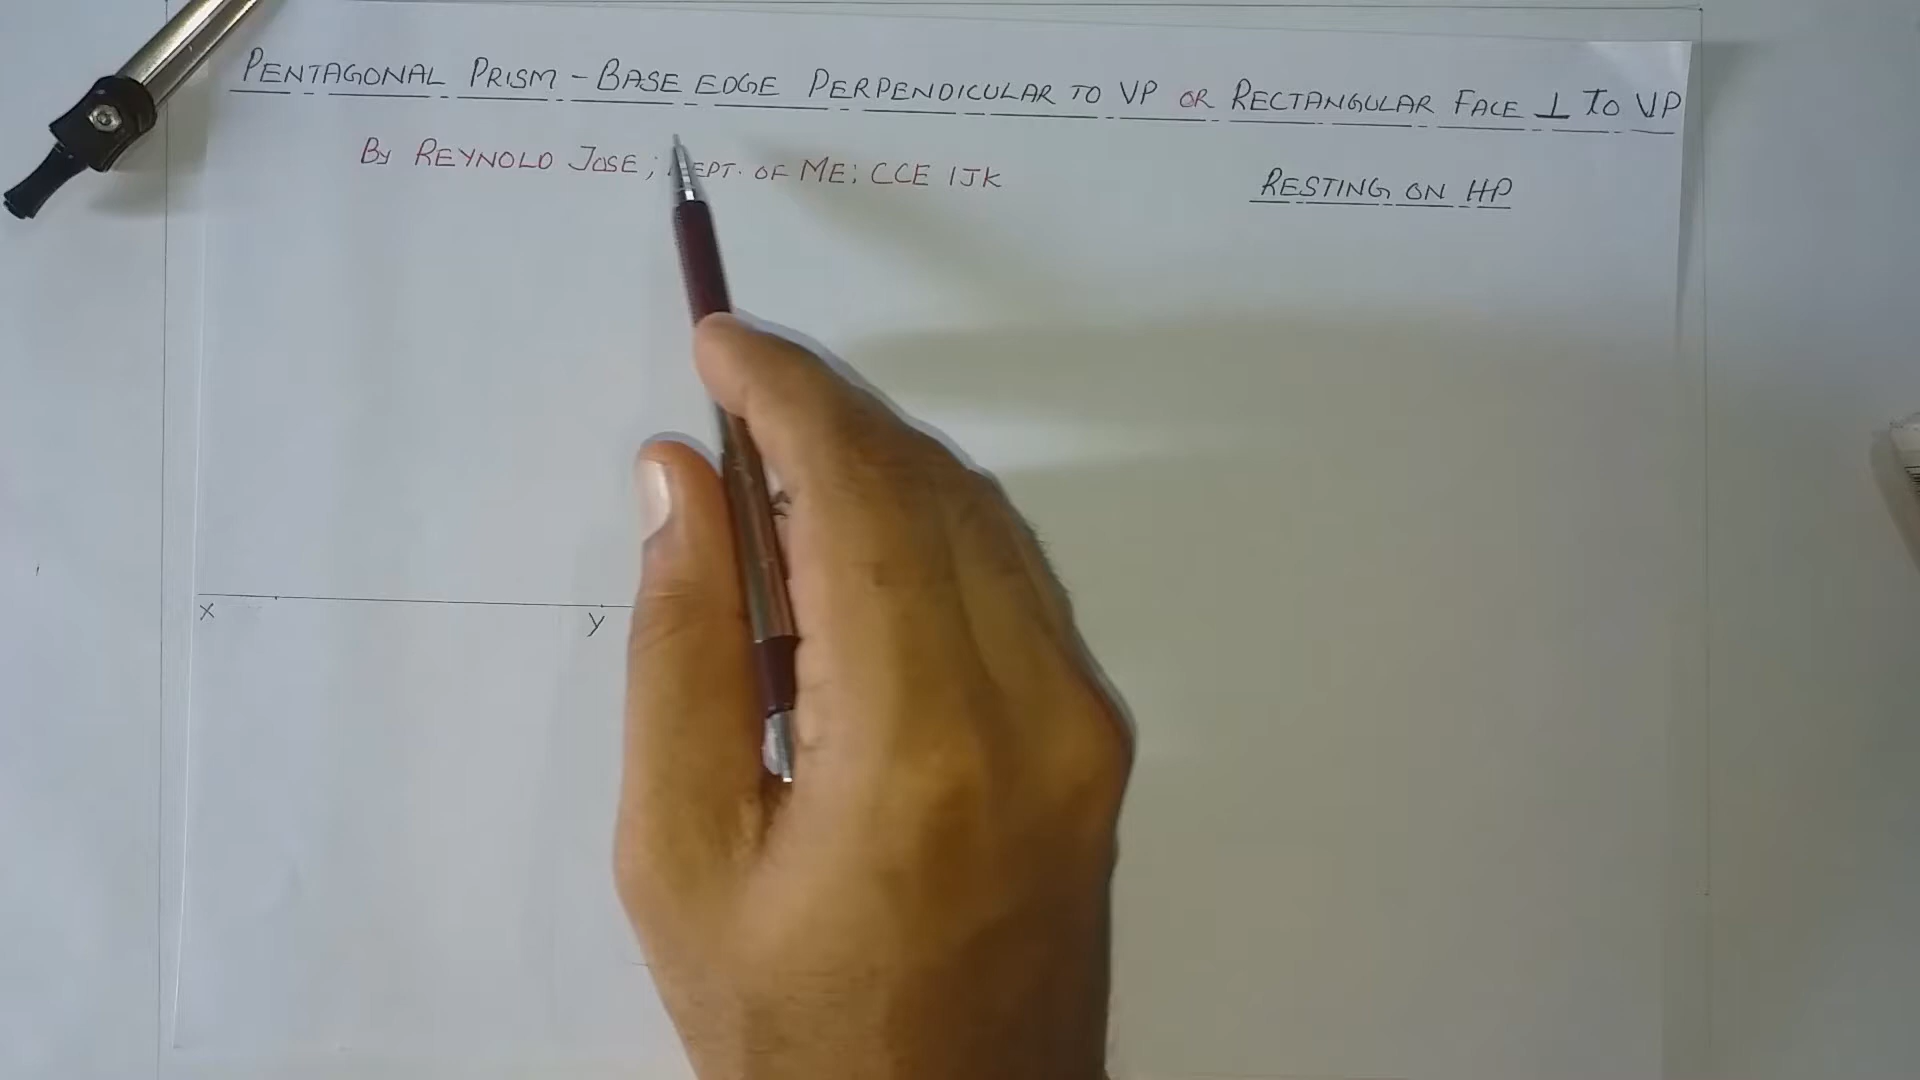 PENTAGONAL PRISM - BASE EDGE PERPENDICULAR TO VP OR RECTANGULAR FACE ⊥ TO VP
By REYNOLD JOSE; DEPT. OF ME; CCE IJK
RESTING ON HP
X
Y